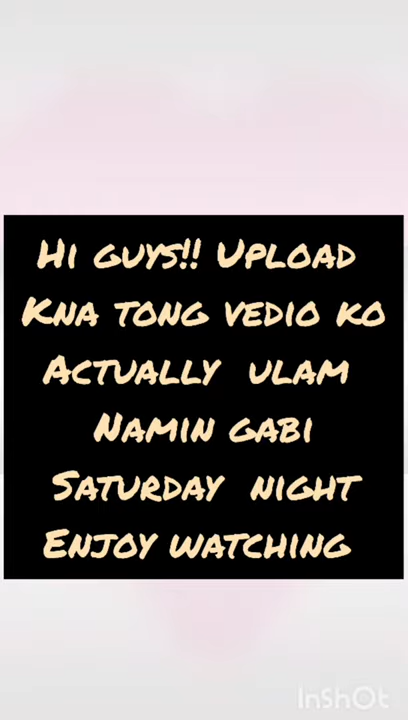 Hi guys!! Upload
Kna tong vedio ko
Actually ulam
Namin gabi
Saturday night
Enjoy watching
InShOt